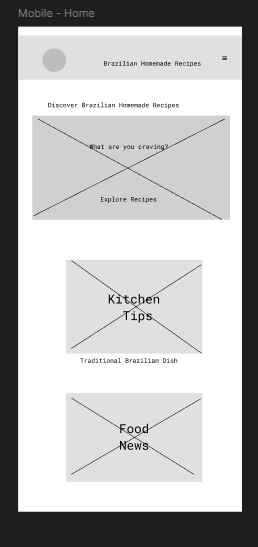 Mobile - Home
Brazilian Homemade Recipes
Discover Brazilian Homemade Recipes
What are you craving?
Explore Recipes
Kitchen
Tips
Traditional Brazilian Dish
Food
News